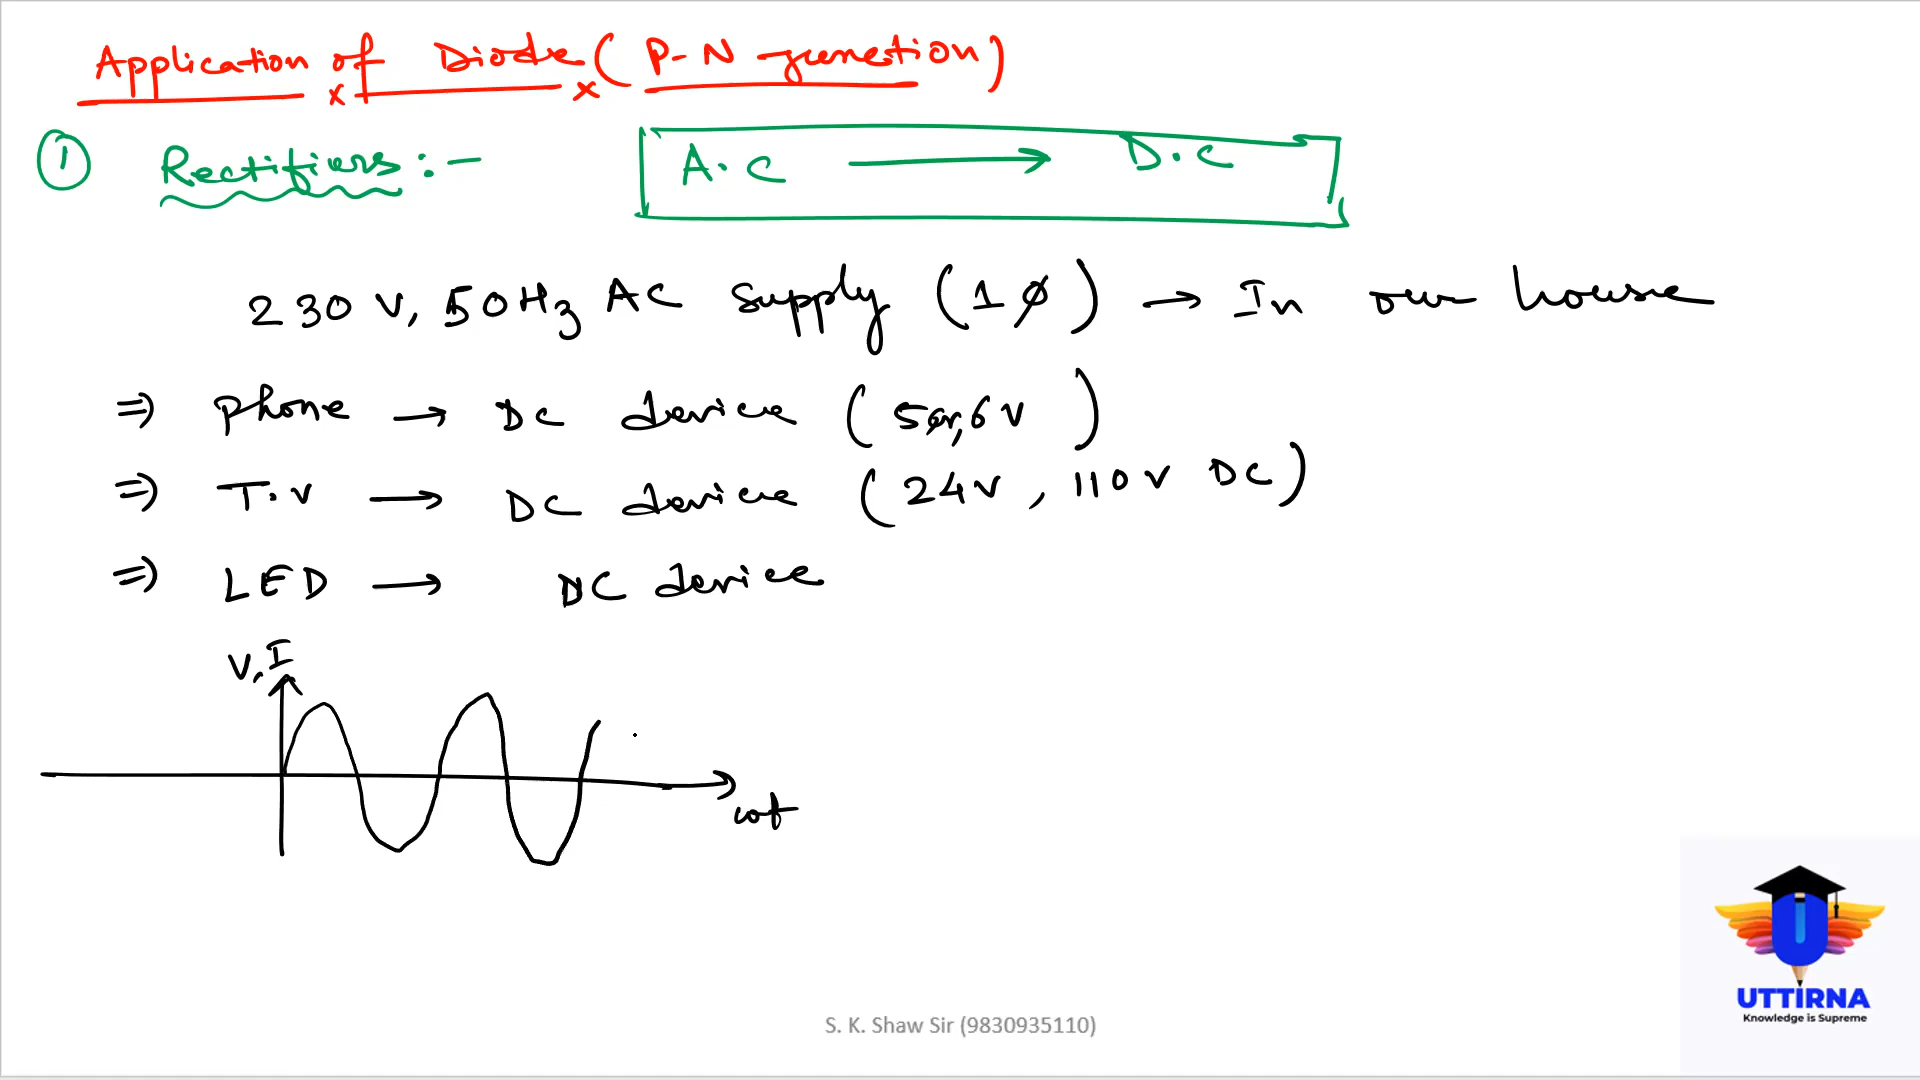 Application of Diode (P-N junction)
① Rectifiers :- A.C → D.C
230 V, 50Hz AC supply (1ϕ) → In our house
⇒ phone → DC device (5 or, 6 V)
⇒ T.V → DC device (24V, 110V DC)
⇒ LED → DC device
V, I
ωt
UTTIRNA
Knowledge is Supreme
S. K. Shaw Sir (9830935110)